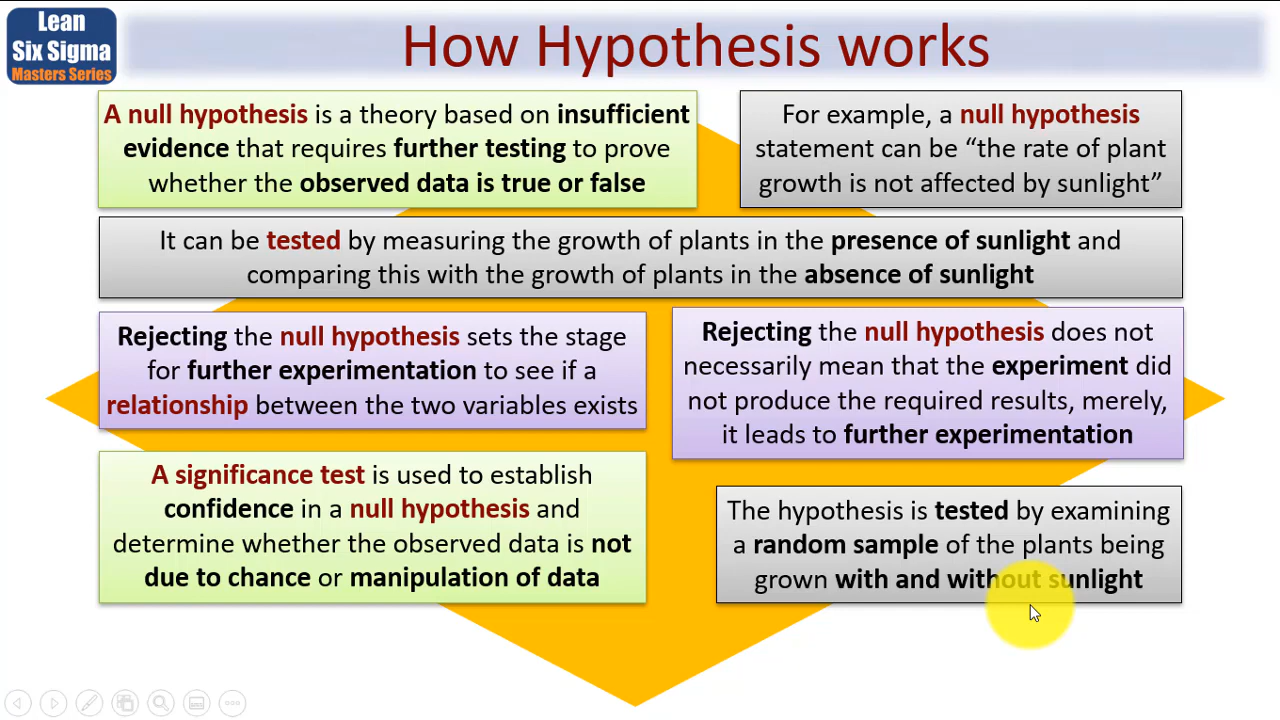 Lean
Six Sigma
Masters Series
How Hypothesis works
A null hypothesis is a theory based on insufficient
evidence that requires further testing to prove
whether the observed data is true or false
For example, a null hypothesis
statement can be “the rate of plant
growth is not affected by sunlight”
It can be tested by measuring the growth of plants in the presence of sunlight and
comparing this with the growth of plants in the absence of sunlight
Rejecting the null hypothesis sets the stage
for further experimentation to see if a
relationship between the two variables exists
Rejecting the null hypothesis does not
necessarily mean that the experiment did
not produce the required results, merely,
it leads to further experimentation
A significance test is used to establish
confidence in a null hypothesis and
determine whether the observed data is not
due to chance or manipulation of data
The hypothesis is tested by examining
a random sample of the plants being
grown with and without sunlight